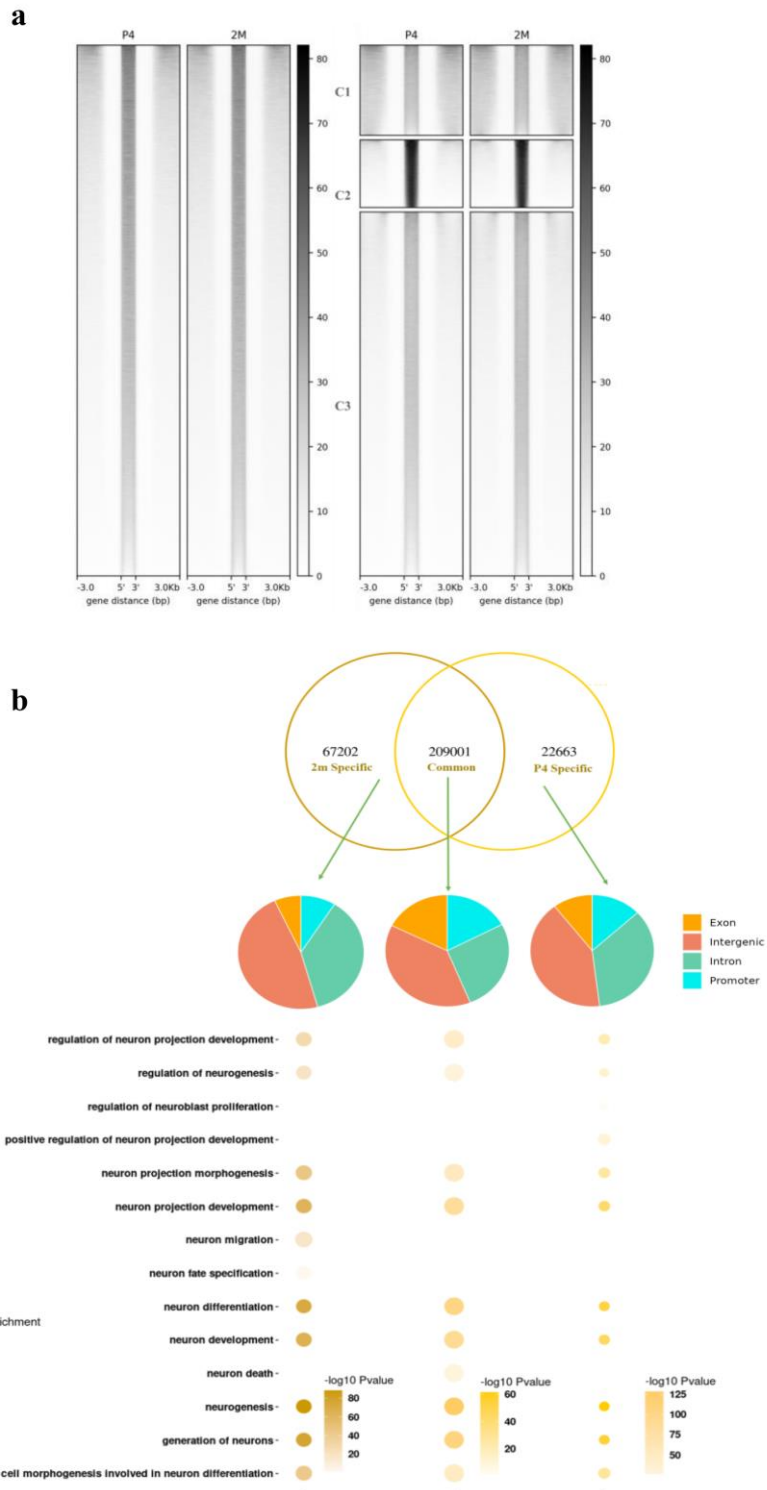 a
P4 2M P4 2M
C1
C2
C3
80
70
60
50
40
30
20
10
0
80
70
60
50
40
30
20
10
0
-3.0 5' 3' 3.0Kb -3.0 5' 3' 3.0Kb -3.0 5' 3' 3.0Kb -3.0 5' 3' 3.0Kb
gene distance (bp) gene distance (bp) gene distance (bp) gene distance (bp)
b
67202 209001 22663
2m Specific Common P4 Specific
Exon
Intergenic
Intron
Promoter
regulation of neuron projection development
regulation of neurogenesis
regulation of neuroblast proliferation
positive regulation of neuron projection development
neuron projection morphogenesis
neuron projection development
neuron migration
neuron fate specification
neuron differentiation
ichment
neuron development
neuron death
neurogenesis
generation of neurons
cell morphogenesis involved in neuron differentiation
-log10 Pvalue
80
60
40
20
-log10 Pvalue
60
40
20
-log10 Pvalue
125
100
75
50